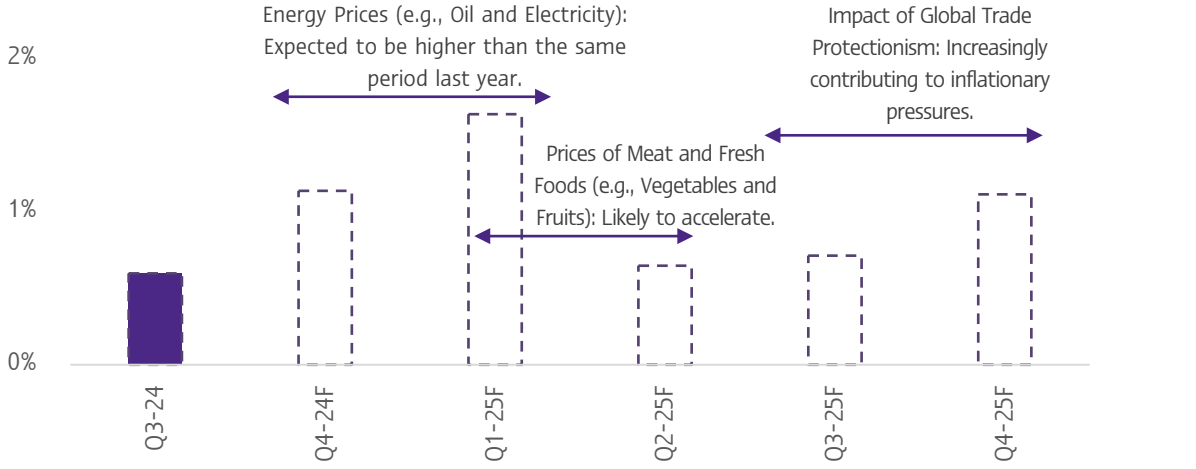 Energy Prices (e.g., Oil and Electricity):
Expected to be higher than the same
period last year.
Impact of Global Trade
Protectionism: Increasingly
contributing to inflationary
pressures.
Prices of Meat and Fresh
Foods (e.g., Vegetables and
Fruits): Likely to accelerate.
2%
1%
0%
Q3-24
Q4-24F
Q1-25F
Q2-25F
Q3-25F
Q4-25F